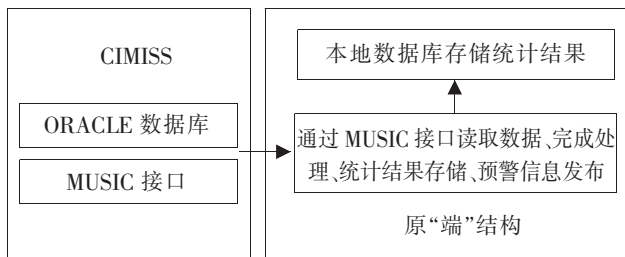 CIMISS
ORACLE 数据库
MUSIC 接口
本地数据库存储统计结果
通过 MUSIC 接口读取数据、完成处
理、统计结果存储、预警信息发布
原“端”结构